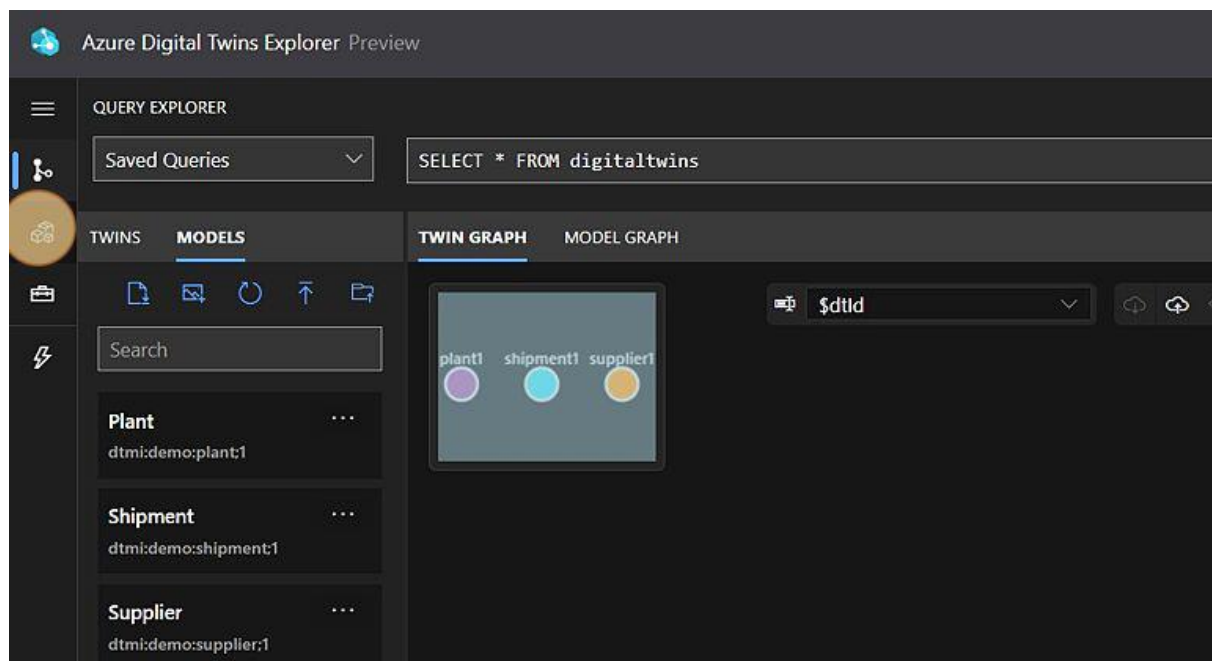 Azure Digital Twins Explorer Preview
QUERY EXPLORER
Saved Queries
SELECT * FROM digitaltwins
TWINS MODELS
TWIN GRAPH MODEL GRAPH
$dtId
Search
plant1 shipment1 supplier1
Plant
dtmi:demo:plant;1
Shipment
dtmi:demo:shipment;1
Supplier
dtmi:demo:supplier;1